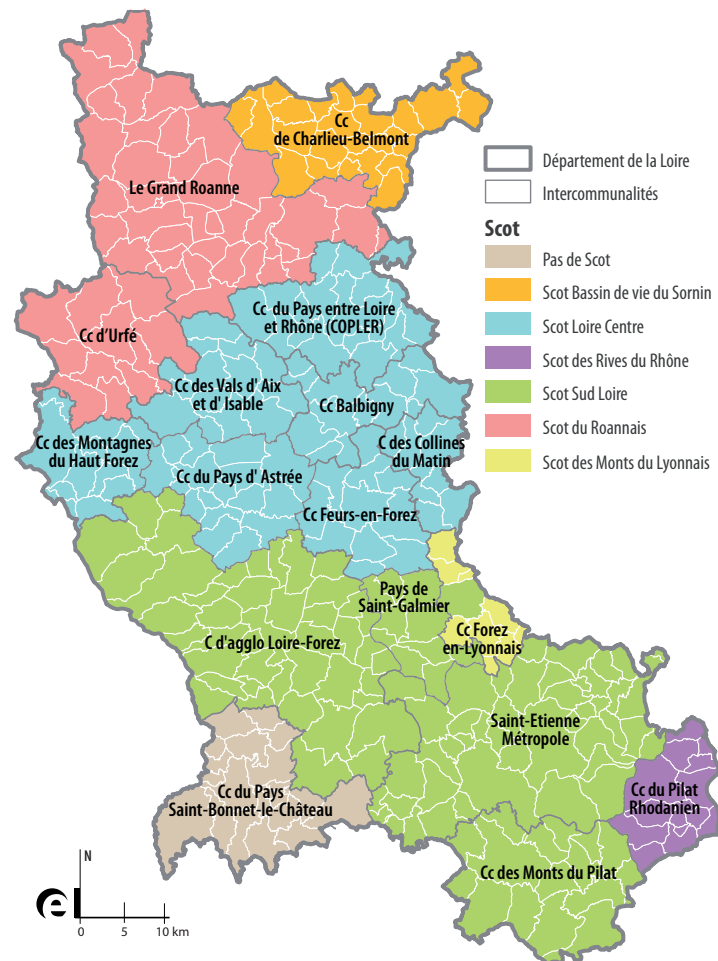 Cc
de Charlieu-Belmont
Le Grand Roanne
Département de la Loire
Intercommunalités
Scot
Pas de Scot
Scot Bassin de vie du Sornin
Scot Loire Centre
Scot des Rives du Rhône
Scot Sud Loire
Scot du Roannais
Scot des Monts du Lyonnais
Cc du Pays entre Loire
et Rhône (COPLER)
Cc d'Urfé
Cc des Vals d' Aix
et d' Isable
Cc Balbigny
Cc des Montagnes
du Haut Forez
C des Collines
du Matin
Cc du Pays d' Astrée
Cc Feurs-en-Forez
Pays de
Saint-Galmier
C d'agglo Loire-Forez
Cc Forez
en-Lyonnais
Saint-Etienne
Métropole
Cc du Pays
Saint-Bonnet-le-Château
Cc du Pilat
Rhodanien
Cc des Monts du Pilat
N
el
0 5 10 km